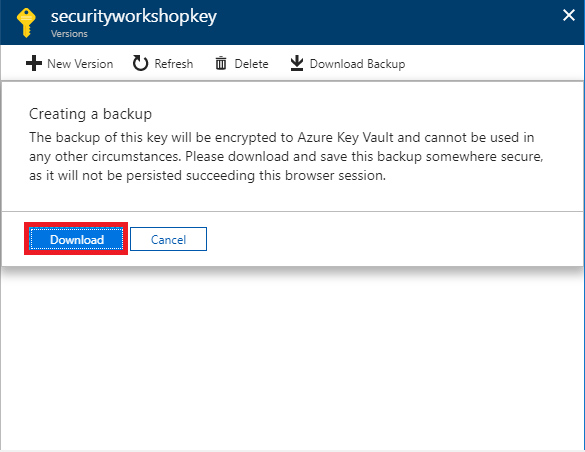 securityworkshopkey
Versions
New Version Refresh Delete Download Backup
Creating a backup
The backup of this key will be encrypted to Azure Key Vault and cannot be used in
any other circumstances. Please download and save this backup somewhere secure,
as it will not be persisted succeeding this browser session.
Download Cancel